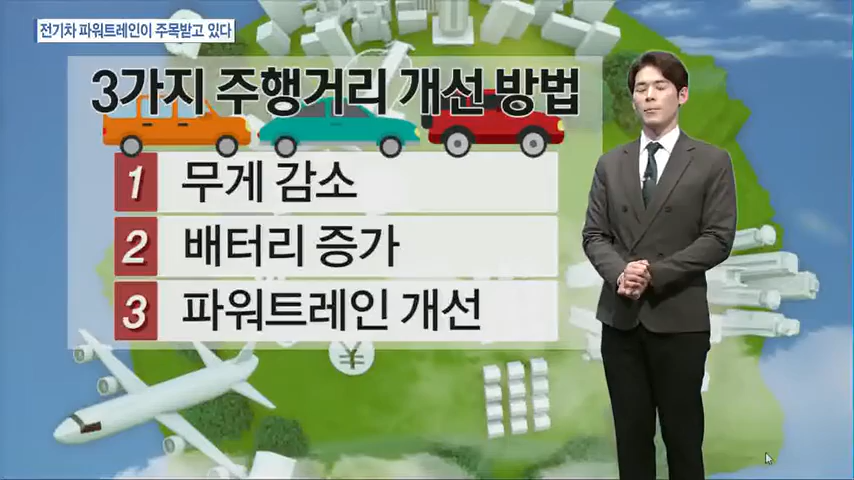 전기차 파워트레인이 주목받고 있다
3가지 주행거리 개선 방법
1 무게 감소
2 배터리 증가
3 파워트레인 개선
¥